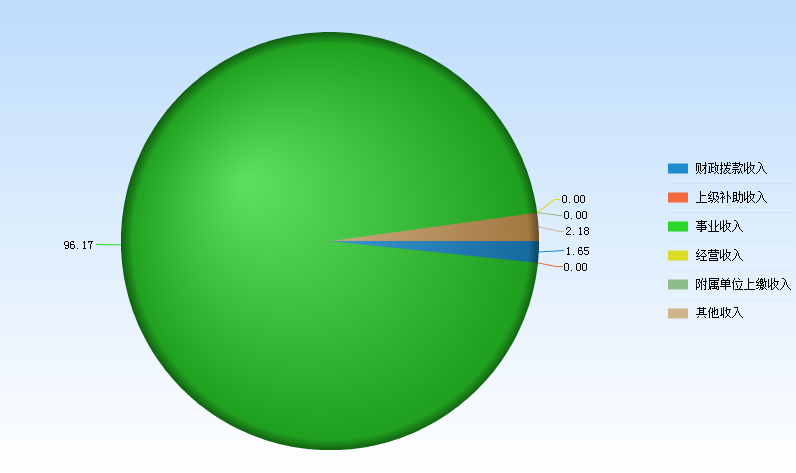 0.00
0.00
2.18
96.17
1.65
0.00
财政拨款收入
上级补助收入
事业收入
经营收入
附属单位上缴收入
其他收入